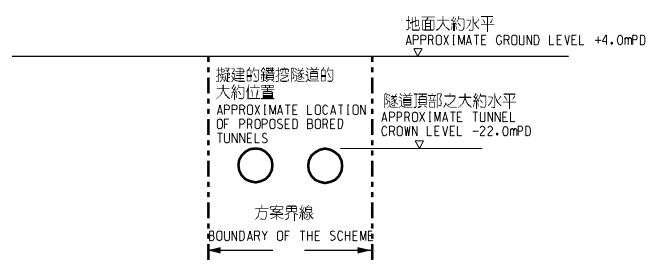 地面大約水平
APPROXIMATE GROUND LEVEL +4.0mPD
擬建的鑽挖隧道的
大約位置
APPROXIMATE LOCATION
OF PROPOSED BORED
TUNNELS
隧道頂部之大約水平
APPROXIMATE TUNNEL
CROWN LEVEL -22.0mPD
方案界線
BOUNDARY OF THE SCHEME